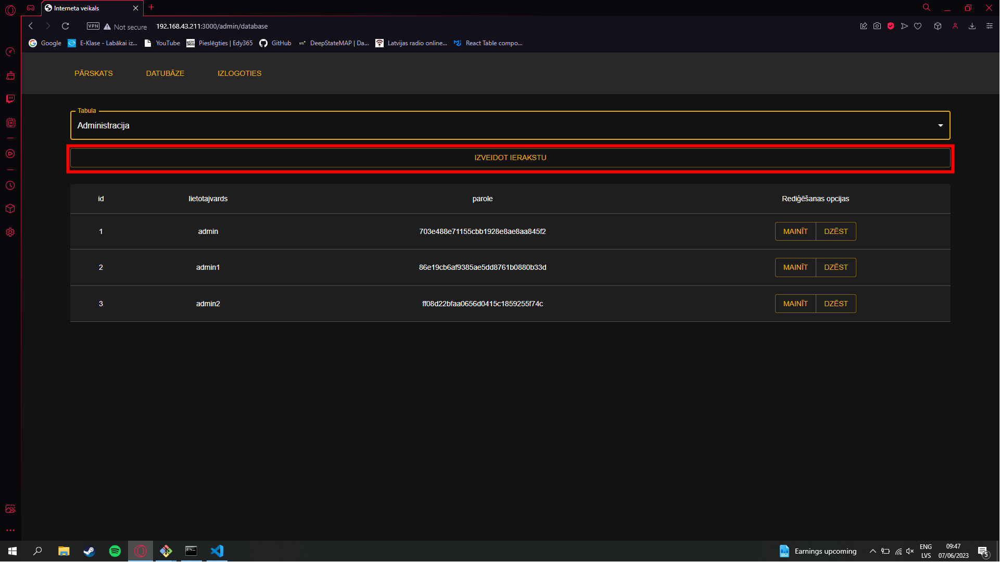 Interneta veikals
VPN Not secure 192.168.43.211:3000/admin/database
Google E-Klase - Labākai iz... YouTube Pieslēgties | Edy365 GitHub DeepStateMAP | Da... Latvijas radio online... React Table compo...
PĀRSKATS DATUBĀZE IZLOGOTIES
Tabula
Administracija
IZVEIDOT IERAKSTU
id lietotajvards parole Rediģēšanas opcijas
1 admin 703e488e71155cbb1928e8ae8aa845f2 MAINĪT DZĒST
2 admin1 86e19cb6af9385ae5dd8761b0880b33d MAINĪT DZĒST
3 admin2 ff08d22bfaa0656d0415c1859255f74c MAINĪT DZĒST
Earnings upcoming ENG 09:47
LVS 07/06/2023 5